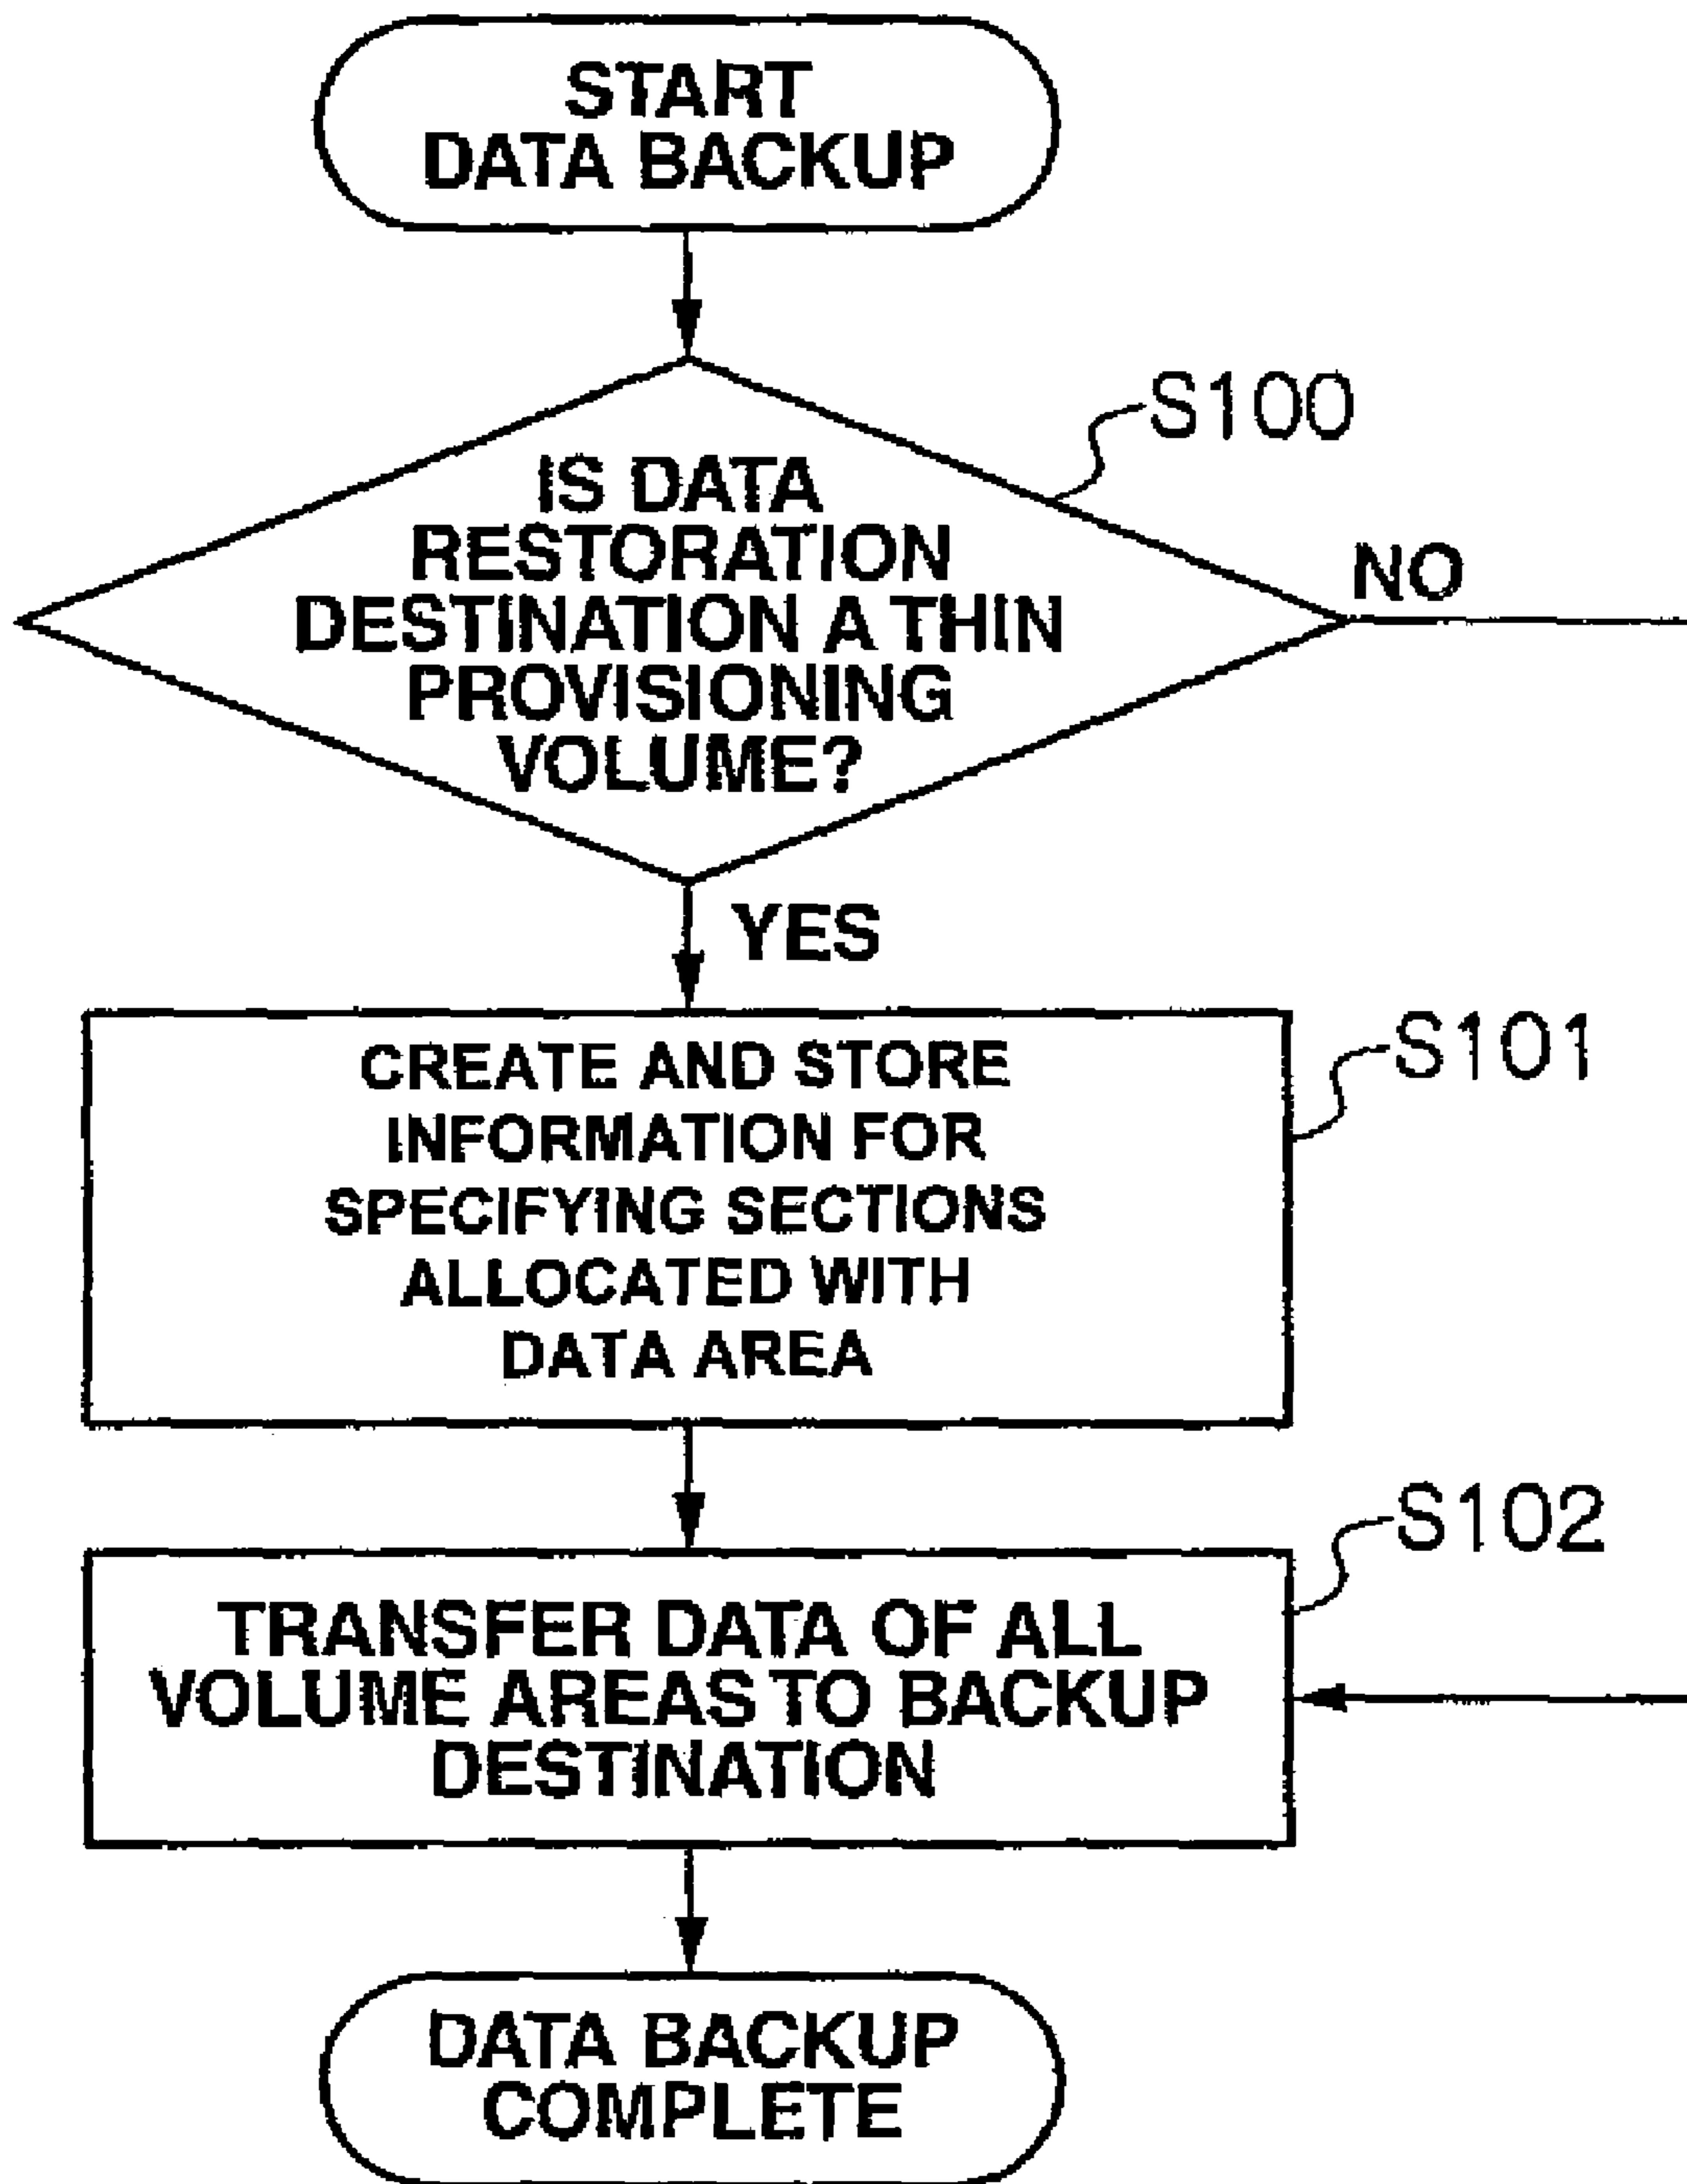 START
DATA BACKUP
S100
IS DATA
RESTORATION
DESTINATION A THIN
PROVISIONING
VOLUME?
NO
YES
S101
CREATE AND STORE
INFORMATION FOR
SPECIFYING SECTIONS
ALLOCATED WITH
DATA AREA
S102
TRANSFER DATA OF ALL
VOLUME AREAS TO BACKUP
DESTINATION
DATA BACKUP
COMPLETE